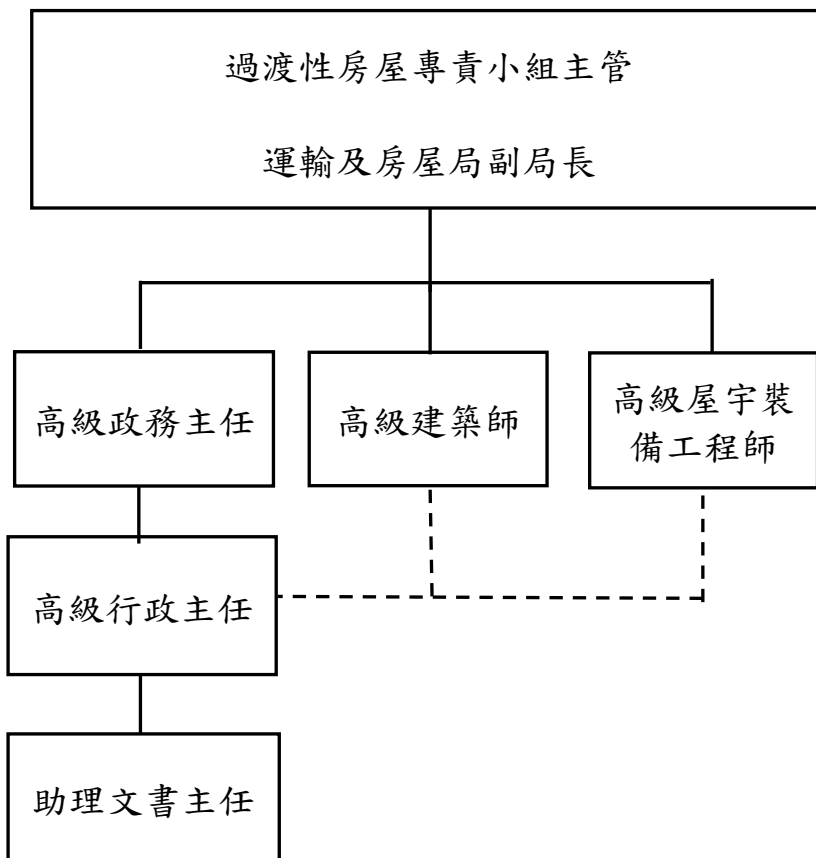 過渡性房屋專責小組主管
運輸及房屋局副局長
高級政務主任
高級建築師
高級屋宇裝
備工程師
高級行政主任
助理文書主任